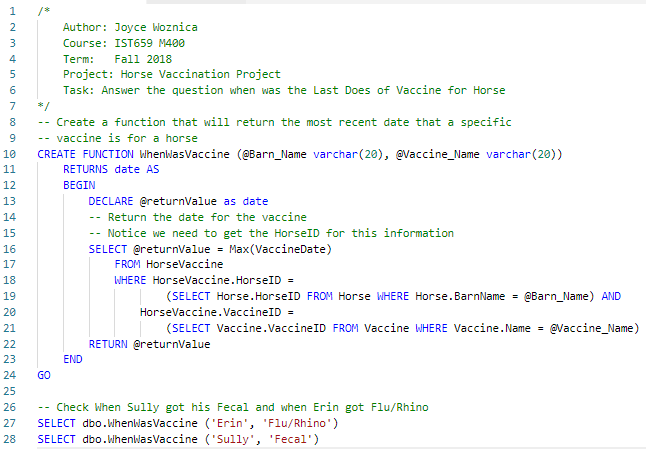 1 /*
2 Author: Joyce Woznica
3 Course: IST659 M400
4 Term: Fall 2018
5 Project: Horse Vaccination Project
6 Task: Answer the question when was the Last Does of Vaccine for Horse
7 */
8 -- Create a function that will return the most recent date that a specific
9 -- vaccine is for a horse
10 CREATE FUNCTION WhenWasVaccine (@Barn_Name varchar(20), @Vaccine_Name varchar(20))
11 RETURNS date AS
12 BEGIN
13 DECLARE @returnValue as date
14 -- Return the date for the vaccine
15 -- Notice we need to get the HorseID for this information
16 SELECT @returnValue = Max(VaccineDate)
17 FROM HorseVaccine
18 WHERE HorseVaccine.HorseID =
19 (SELECT Horse.HorseID FROM Horse WHERE Horse.BarnName = @Barn_Name) AND
20 HorseVaccine.VaccineID =
21 (SELECT Vaccine.VaccineID FROM Vaccine WHERE Vaccine.Name = @Vaccine_Name)
22 RETURN @returnValue
23 END
24 GO
25
26 -- Check When Sully got his Fecal and when Erin got Flu/Rhino
27 SELECT dbo.WhenWasVaccine ('Erin', 'Flu/Rhino')
28 SELECT dbo.WhenWasVaccine ('Sully', 'Fecal')